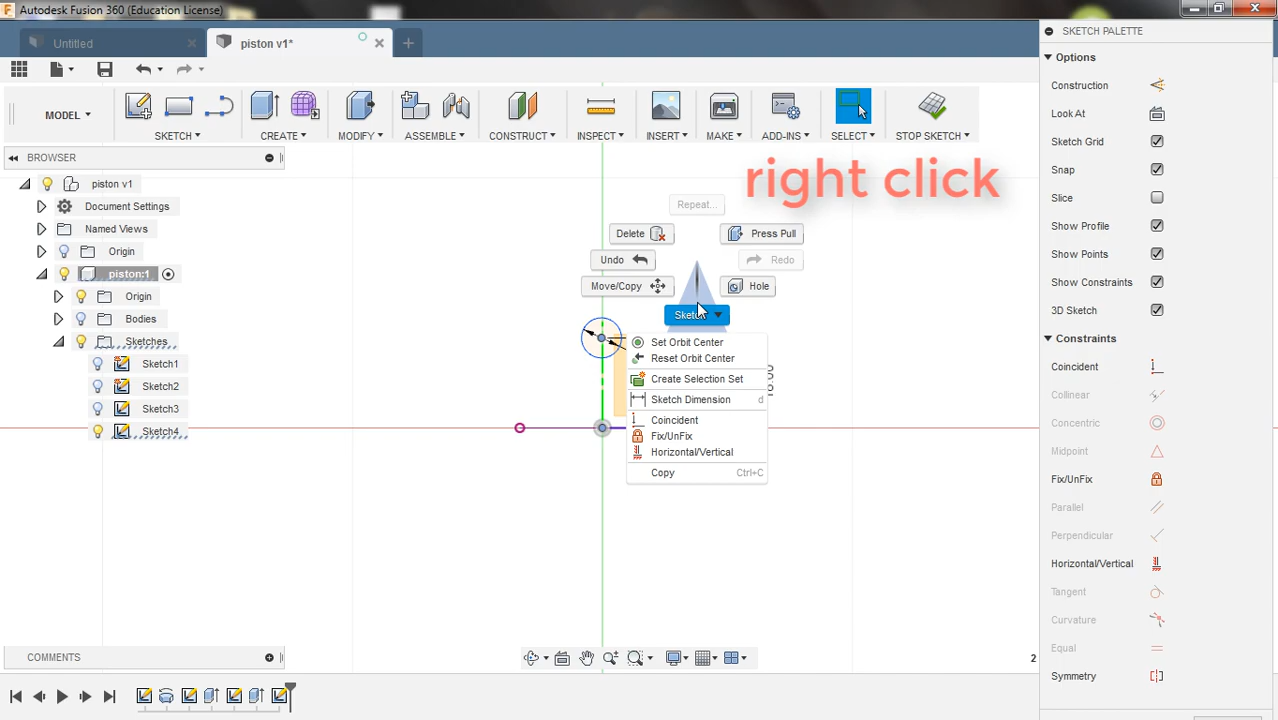 Autodesk Fusion 360 (Education License)
Untitled
piston v1*
MODEL
SKETCH
CREATE
MODIFY
ASSEMBLE
CONSTRUCT
INSPECT
INSERT
MAKE
ADD-INS
SELECT
STOP SKETCH
BROWSER
piston v1
Document Settings
Named Views
Origin
piston:1
Origin
Bodies
Sketches
Sketch1
Sketch2
Sketch3
Sketch4
right click
Repeat...
Delete
Press Pull
Undo
Redo
Move/Copy
Hole
Set Orbit Center
Reset Orbit Center
Create Selection Set
Sketch Dimension d
Coincident
Fix/UnFix
Horizontal/Vertical
Copy Ctrl+C
SKETCH PALETTE
Options
Construction
Look At
Sketch Grid
Snap
Slice
Show Profile
Show Points
Show Constraints
3D Sketch
Constraints
Coincident
Collinear
Concentric
Midpoint
Fix/UnFix
Parallel
Perpendicular
Horizontal/Vertical
Tangent
Curvature
Equal
Symmetry
COMMENTS
2